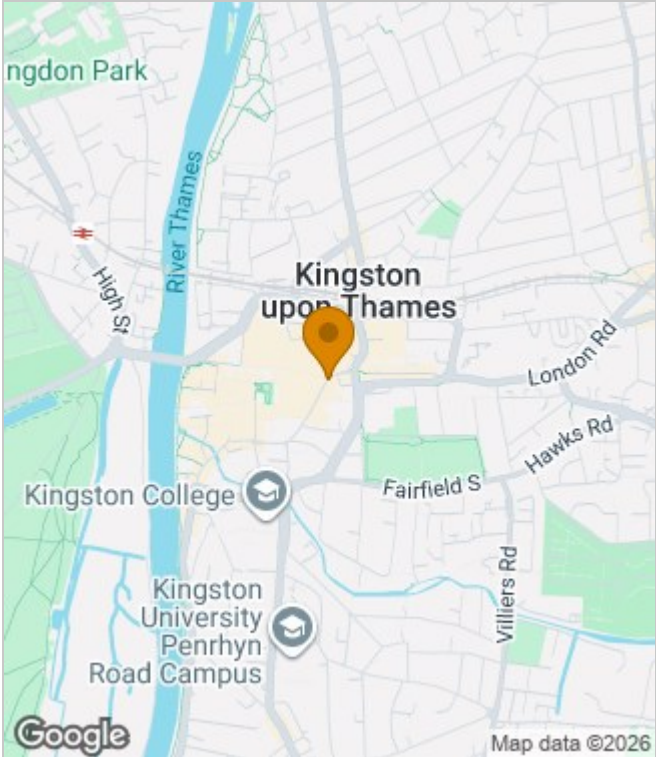 ngdon Park
River Thames
High St
Kingston
upon Thames
London Rd
Hawks Rd
Kingston College
Fairfield S
Kingston
University
Penrhyn
Road Campus
Villiers Rd
Google
Map data ©2026